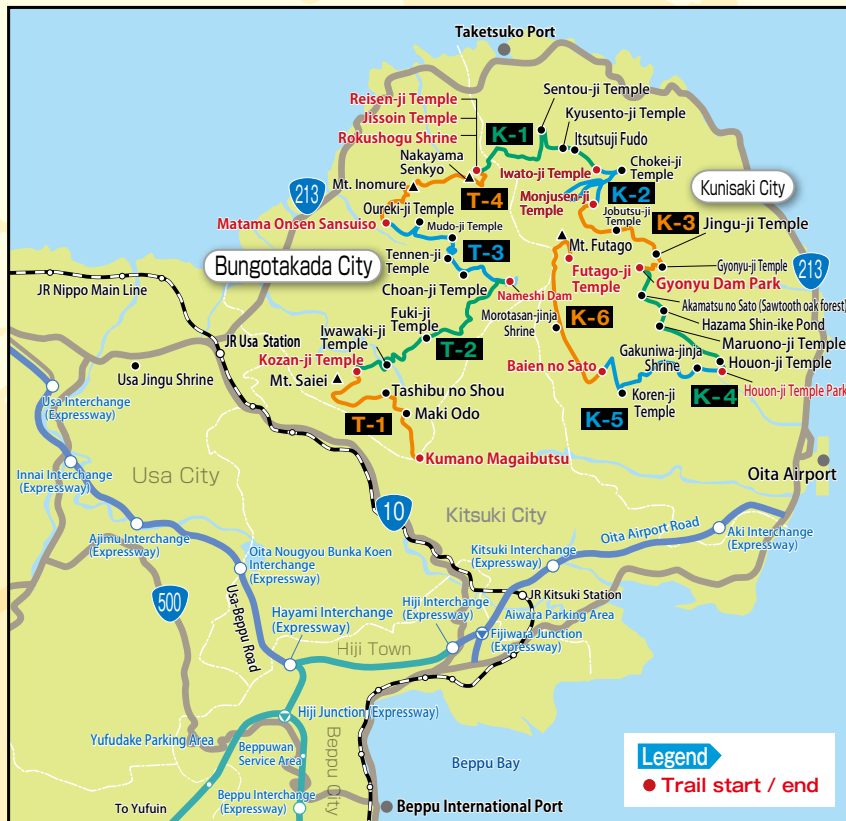 Taketsuko Port
Sentou-ji Temple
Reisen-ji Temple
Jissoin Temple
Rokushogu Shrine
K-1
Kyusento-ji Temple
Itsutsuji Fudo
Nakayama
Senkyo
Iwato-ji Temple
Chokei-ji
Temple
Mt. Inomure
213
T-4
K-2
Kunisaki City
Monjusen-ji
Temple
Oureki-ji Temple
Jobutsu-ji
Temple
K-3
Matama Onsen Sansuiso
Mudo-ji Temple
Jingu-ji Temple
T-3
Mt. Futago
Tennen-ji
Temple
Bungotakada City
Gyonyu-ji Temple
213
Futago-ji
Temple
Gyonyu Dam Park
JR Nippo Main Line
Choan-ji Temple
Nameshi Dam
Akamatsu no Sato (Sawtooth oak forest)
Morotasan-jinja
Shrine
K-6
Hazama Shin-ike Pond
Fuki-ji
Temple
JR Usa Station
Iwawaki-ji
Temple
T-2
Maruono-ji Temple
Gakuniwa-jinja
Shrine
Kozan-ji Temple
Baien no Sato
Houon-ji Temple
Usa Jingu Shrine
Mt. Saiei
Houon-ji Temple Park
Tashibu no Shou
Koren-ji
Temple
K-5
K-4
Usa Interchange
(Expressway)
T-1
Maki Odo
Kumano Magaibutsu
Oita Airport
Innai Interchange
(Expressway)
Usa City
10
Kitsuki City
Oita Airport Road
Ajimu Interchange
(Expressway)
Aki Interchange
(Expressway)
Oita Nougyou Bunka Koen
Interchange
(Expressway)
Kitsuki Interchange
(Expressway)
500
Usa-Beppu Road
JR Kitsuki Station
Hayami Interchange
(Expressway)
Hiji Interchange
(Expressway)
Aiwara Parking Area
Fijiwara Junction
(Expressway)
Hiji Town
Hiji Junction (Expressway)
Yufudake Parking Area
Beppuwan
Service Area
Beppu City
Beppu Bay
Legend
Trail start / end
Beppu Interchange
(Expressway)
To Yufuin
Beppu International Port